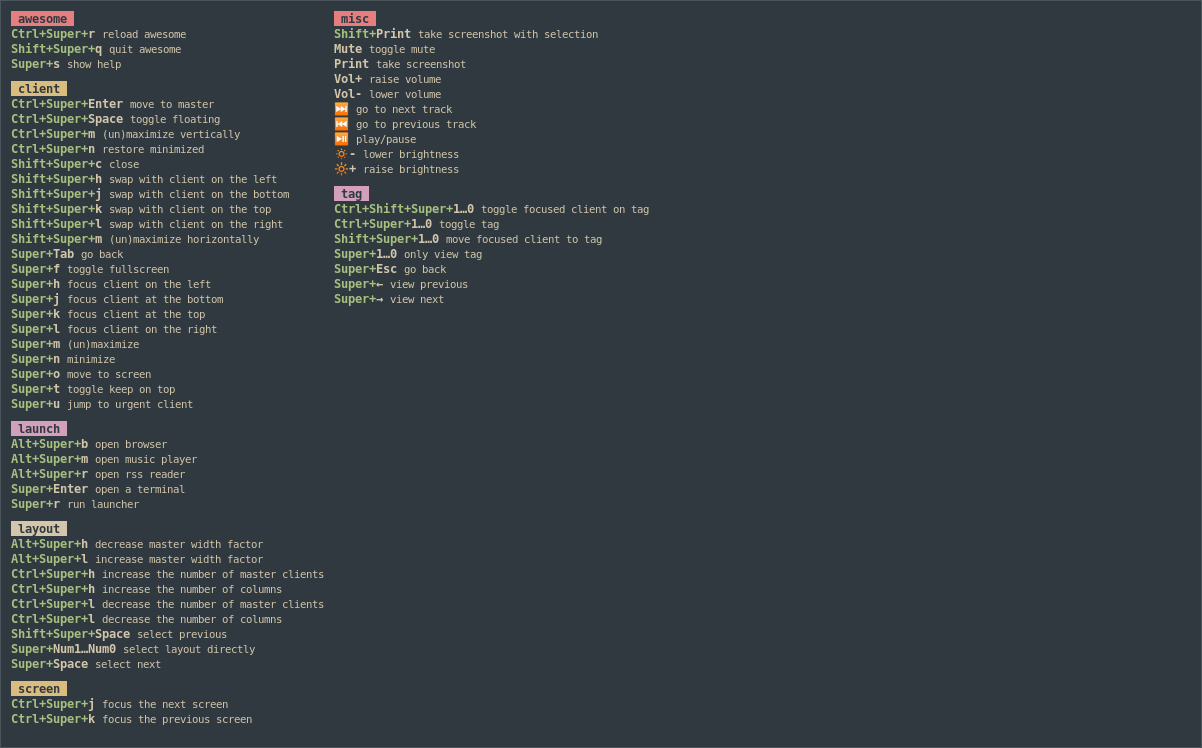 awesome
Ctrl+Super+r reload awesome
Shift+Super+q quit awesome
Super+s show help
client
Ctrl+Super+Enter move to master
Ctrl+Super+Space toggle floating
Ctrl+Super+m (un)maximize vertically
Ctrl+Super+n restore minimized
Shift+Super+c close
Shift+Super+h swap with client on the left
Shift+Super+j swap with client on the bottom
Shift+Super+k swap with client on the top
Shift+Super+l swap with client on the right
Shift+Super+m (un)maximize horizontally
Super+Tab go back
Super+f toggle fullscreen
Super+h focus client on the left
Super+j focus client at the bottom
Super+k focus client at the top
Super+l focus client on the right
Super+m (un)maximize
Super+n minimize
Super+o move to screen
Super+t toggle keep on top
Super+u jump to urgent client
launch
Alt+Super+b open browser
Alt+Super+m open music player
Alt+Super+r open rss reader
Super+Enter open a terminal
Super+r run launcher
layout
Alt+Super+h decrease master width factor
Alt+Super+l increase master width factor
Ctrl+Super+h increase the number of master clients
Ctrl+Super+h increase the number of columns
Ctrl+Super+l decrease the number of master clients
Ctrl+Super+l decrease the number of columns
Shift+Super+Space select previous
Super+Num1…Num0 select layout directly
Super+Space select next
screen
Ctrl+Super+j focus the next screen
Ctrl+Super+k focus the previous screen
misc
Shift+Print take screenshot with selection
Mute toggle mute
Print take screenshot
Vol+ raise volume
Vol- lower volume
⏭ go to next track
⏮ go to previous track
⏯ play/pause
🔅- lower brightness
🔆+ raise brightness
tag
Ctrl+Shift+Super+1…0 toggle focused client on tag
Ctrl+Super+1…0 toggle tag
Shift+Super+1…0 move focused client to tag
Super+1…0 only view tag
Super+Esc go back
Super+← view previous
Super+→ view next